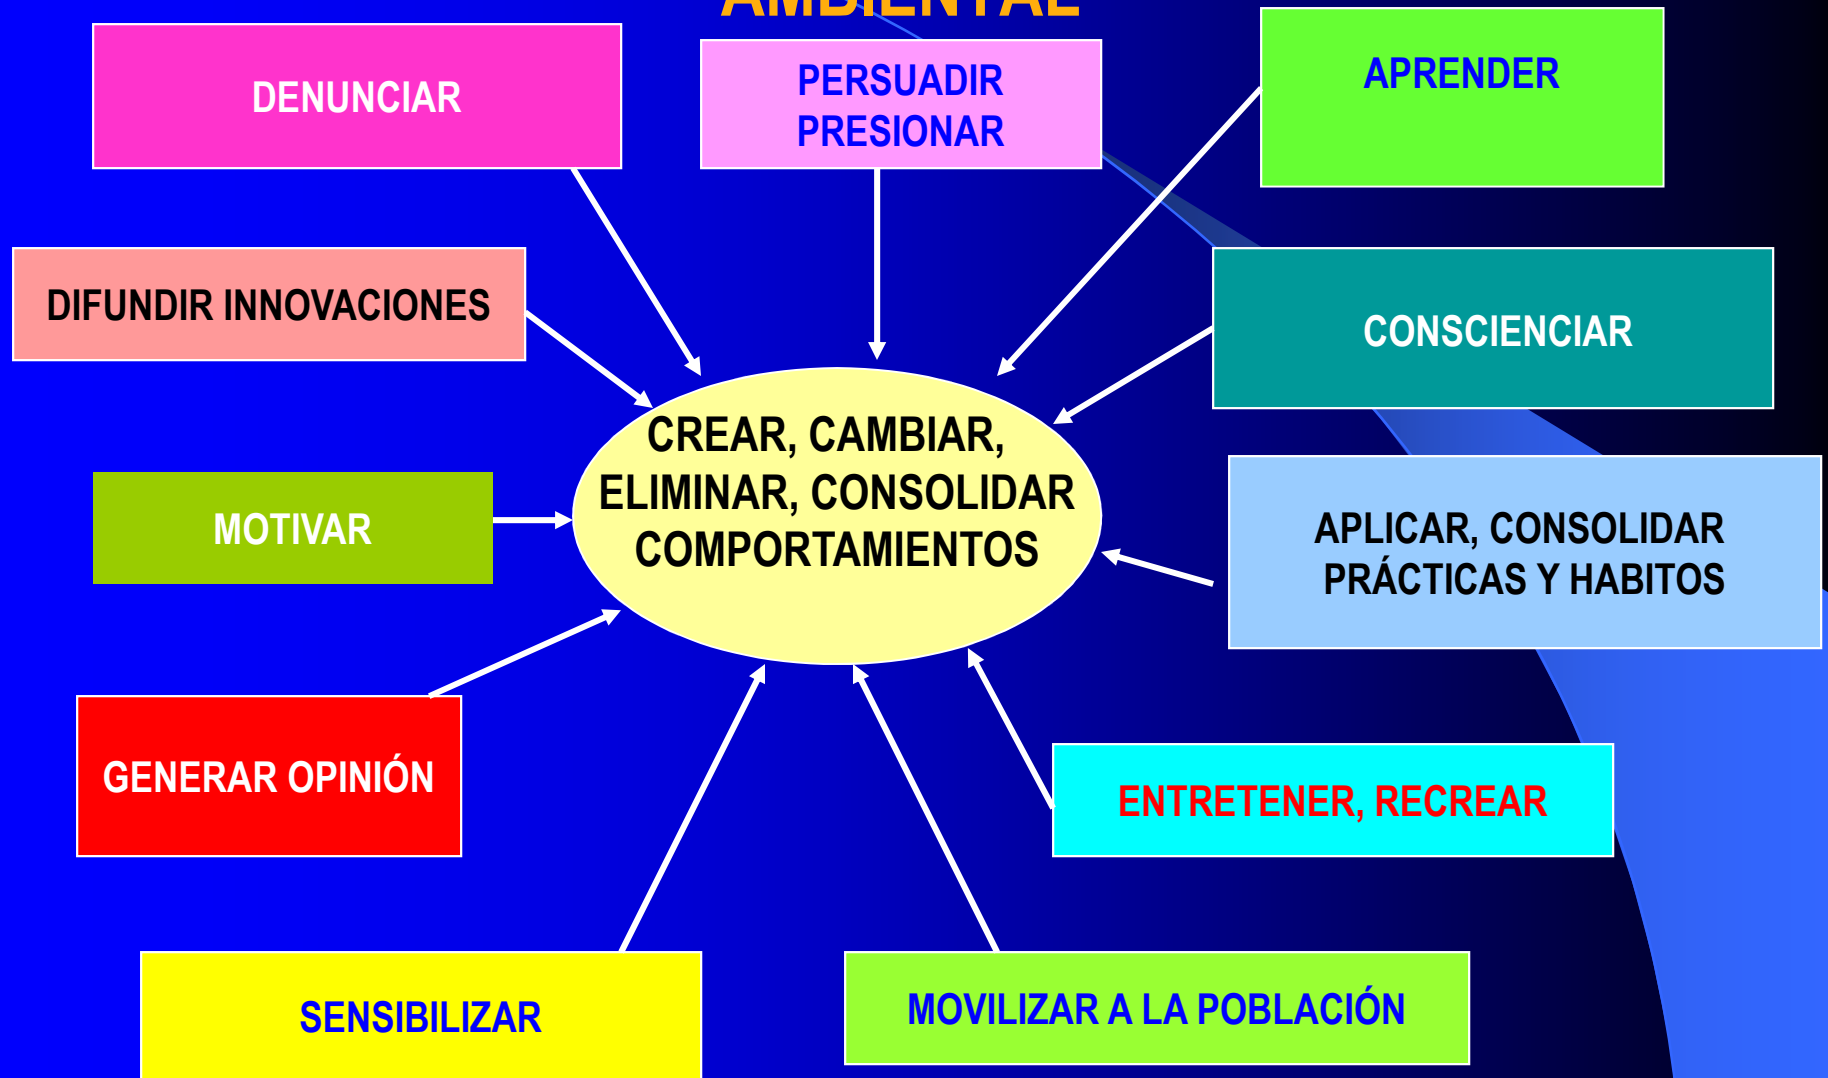 AMBIENTAL
DENUNCIAR
PERSUADIR
PRESIONAR
APRENDER
DIFUNDIR INNOVACIONES
CONSCIENCIAR
CREAR, CAMBIAR,
ELIMINAR, CONSOLIDAR
COMPORTAMIENTOS
MOTIVAR
APLICAR, CONSOLIDAR
PRÁCTICAS Y HABITOS
GENERAR OPINIÓN
ENTRETENER, RECREAR
SENSIBILIZAR
MOVILIZAR A LA POBLACIÓN